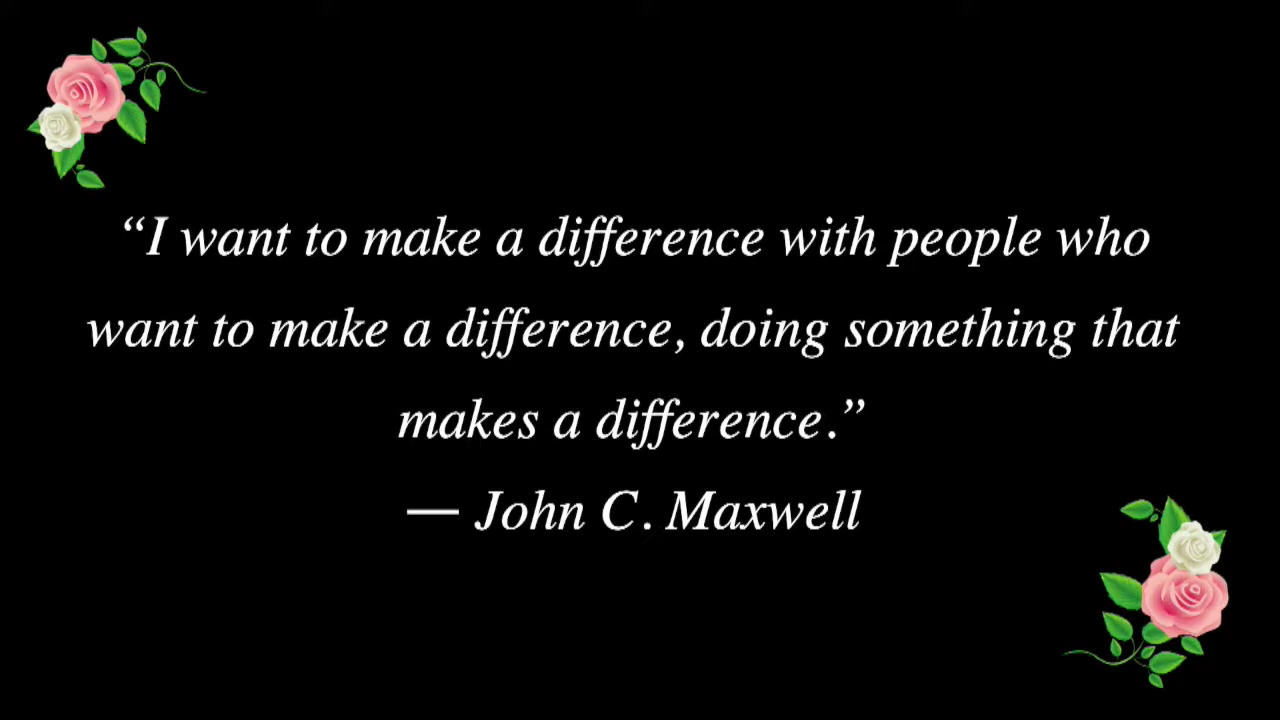 “I want to make a difference with people who
want to make a difference, doing something that
makes a difference.”
— John C. Maxwell